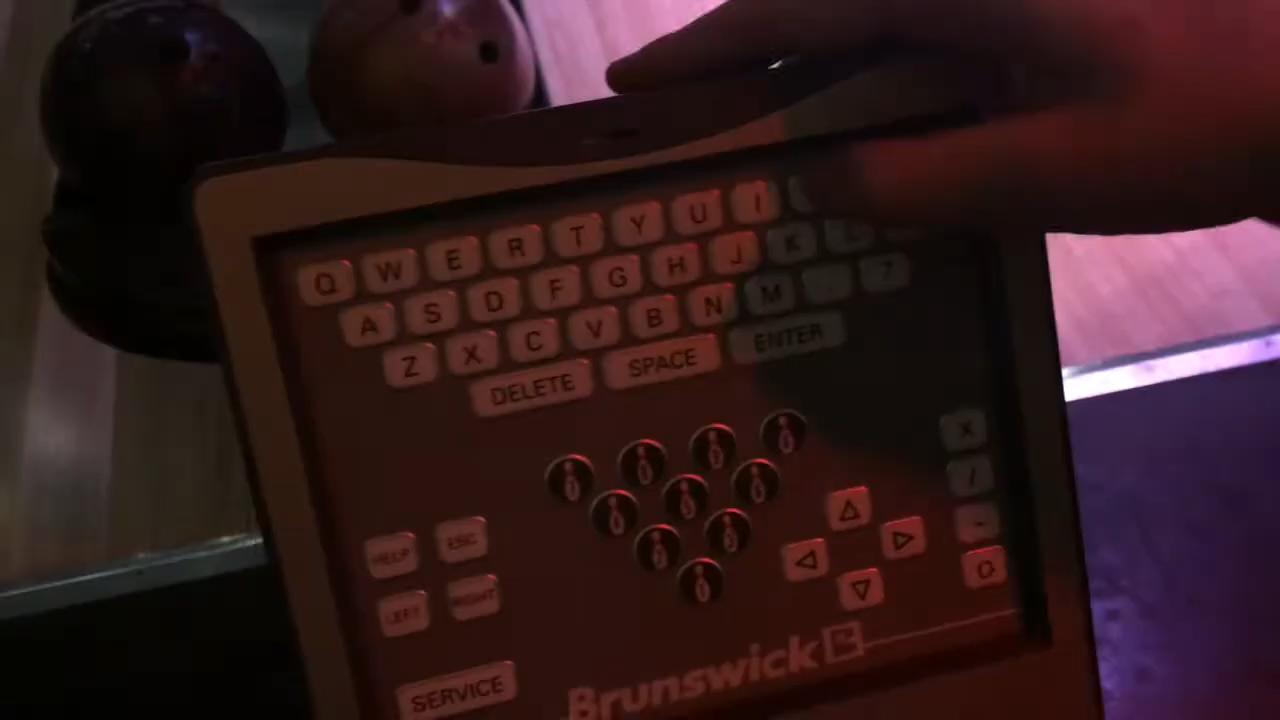 Q W E R T Y U I
A S D F G H J K L
Z X C V B N M . ?
DELETE SPACE ENTER
X
/
-
HELP ESC
LEFT RIGHT
SERVICE
Brunswick